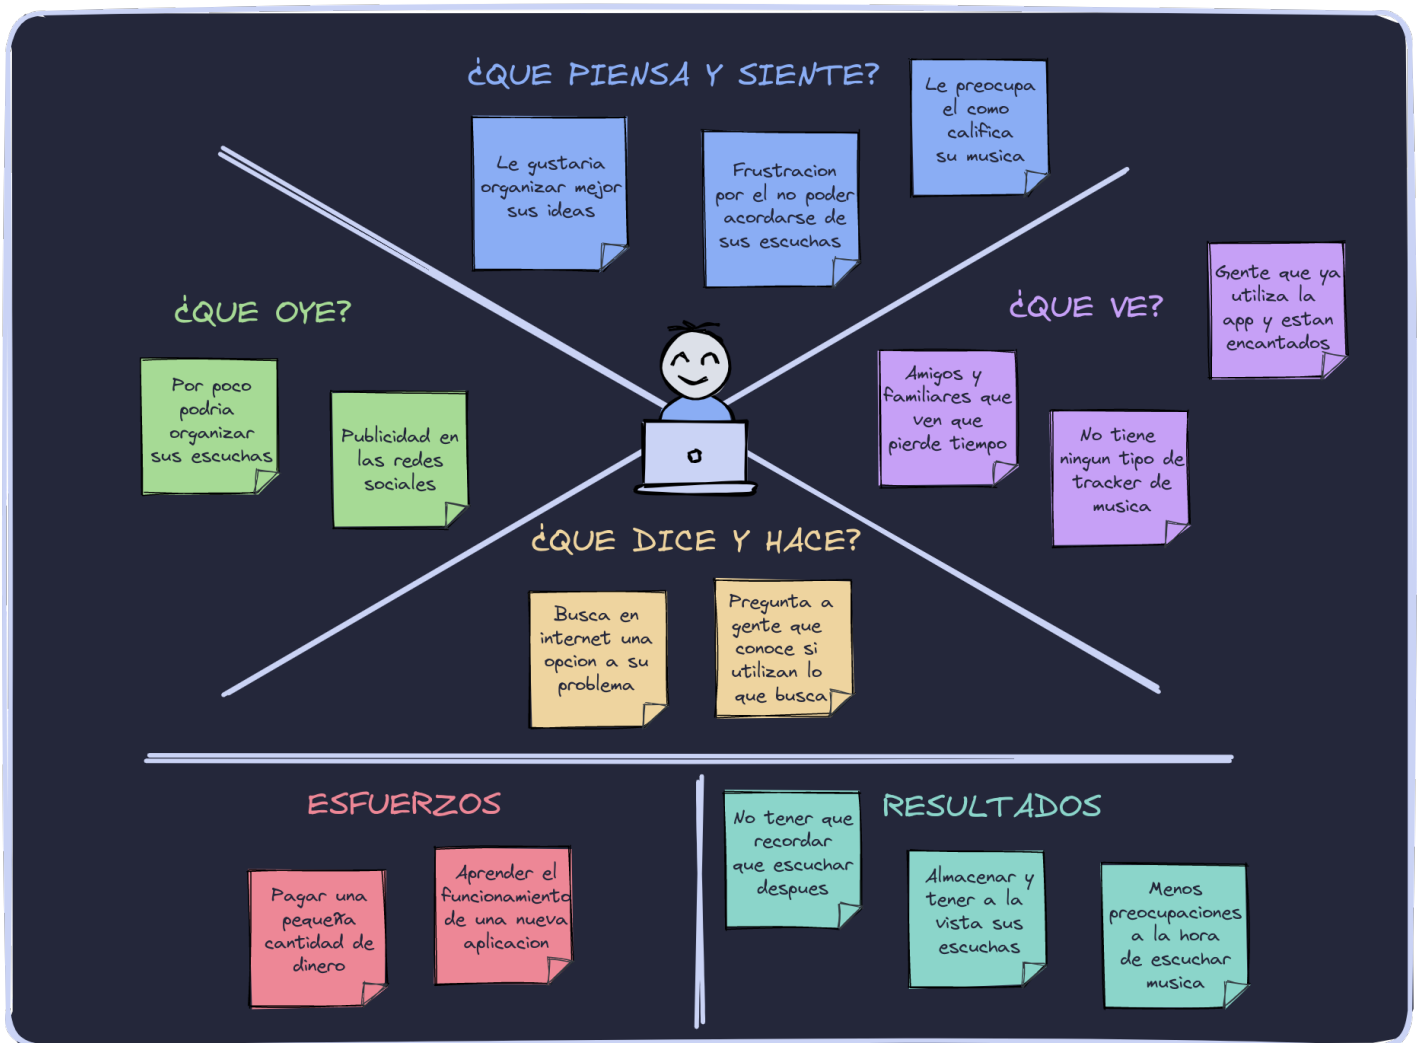 ¿QUE PIENSA Y SIENTE?
Le gustaria
organizar mejor
sus ideas
Frustracion
por el no poder
acordarse de
sus escuchas
Le preocupa
el como
califica
su musica
¿QUE OYE?
Por poco
podria
organizar
sus escuchas
Publicidad en
las redes
sociales
¿QUE VE?
Amigos y
familiares que
ven que
pierde tiempo
No tiene
ningun tipo de
tracker de
musica
Gente que ya
utiliza la
app y estan
encantados
¿QUE DICE Y HACE?
Busca en
internet una
opcion a su
problema
Pregunta a
gente que
conoce si
utilizan lo
que busca
ESFUERZOS
Pagar una
pequeña
cantidad de
dinero
Aprender el
funcionamiento
de una nueva
aplicacion
RESULTADOS
No tener que
recordar
que escuchar
despues
Almacenar y
tener a la
vista sus
escuchas
Menos
preocupaciones
a la hora
de escuchar
musica